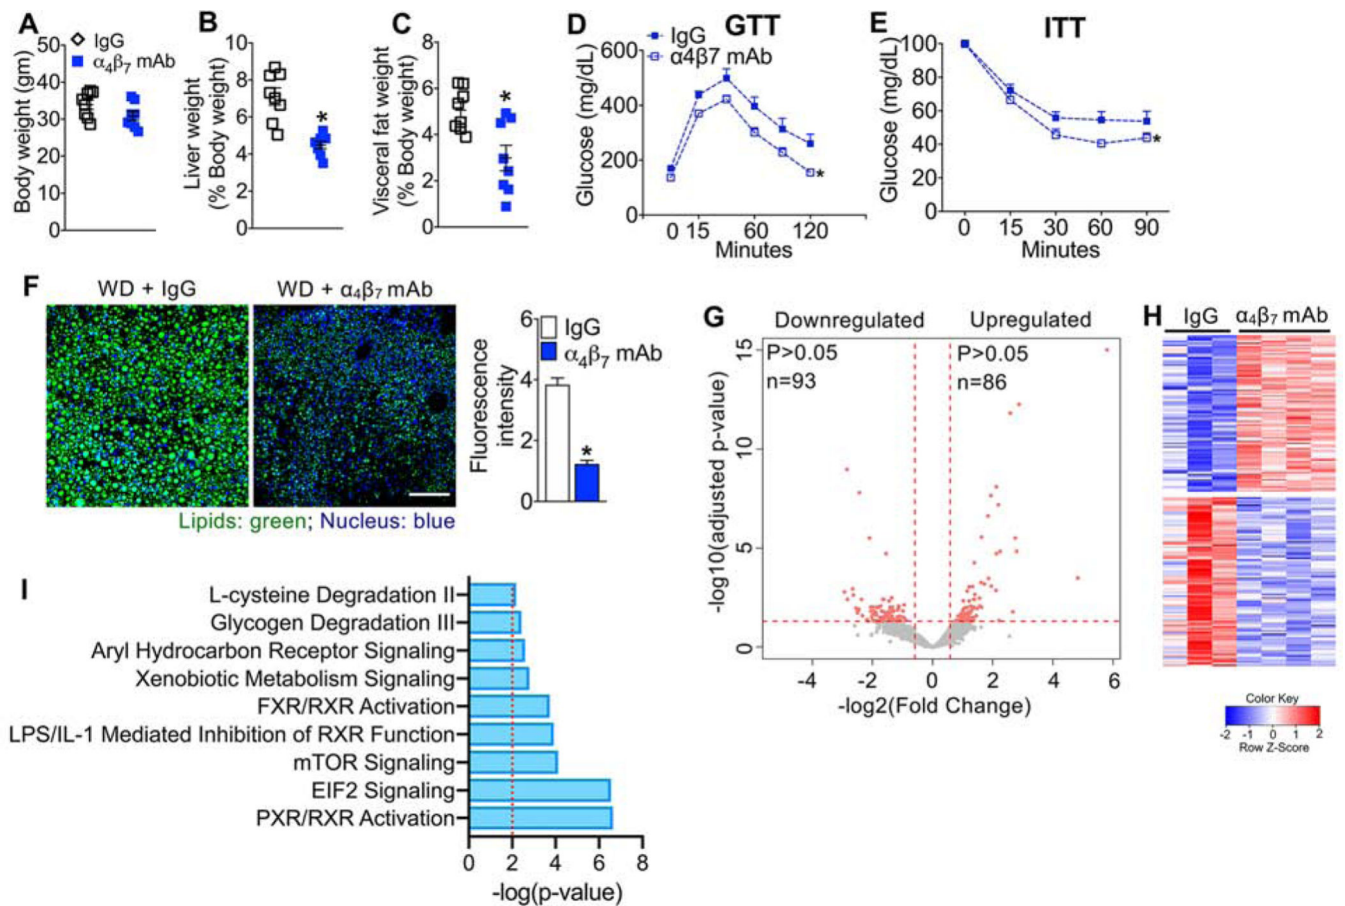 A
IgG
α4β7 mAb
Body weight (gm)
50
40
30
20
10
0
B
Liver weight
(% Body weight)
10
8
6
4
2
0
*
C
Visceral fat weight
(% Body weight)
8
6
4
2
0
*
D
GTT
IgG
α4β7 mAb
Glucose (mg/dL)
600
400
200
0
*
0 15 60 120
Minutes
E
ITT
Glucose (mg/dL)
100
80
60
40
20
0
*
0 15 30 60 90
Minutes
F
WD + IgG
WD + α4β7 mAb
Lipids: green; Nucleus: blue
Fluorescence
intensity
6
4
2
0
IgG
α4β7 mAb
*
G
Downregulated Upregulated
P>0.05 P>0.05
n=93 n=86
-log10(adjusted p-value)
15
10
5
0
-4 -2 0 2 4 6
-log2(Fold Change)
H
IgG α4β7 mAb
Color Key
-2 -1 0 1 2
Row Z-Score
I
L-cysteine Degradation II
Glycogen Degradation III
Aryl Hydrocarbon Receptor Signaling
Xenobiotic Metabolism Signaling
FXR/RXR Activation
LPS/IL-1 Mediated Inhibition of RXR Function
mTOR Signaling
EIF2 Signaling
PXR/RXR Activation
0 2 4 6 8
-log(p-value)